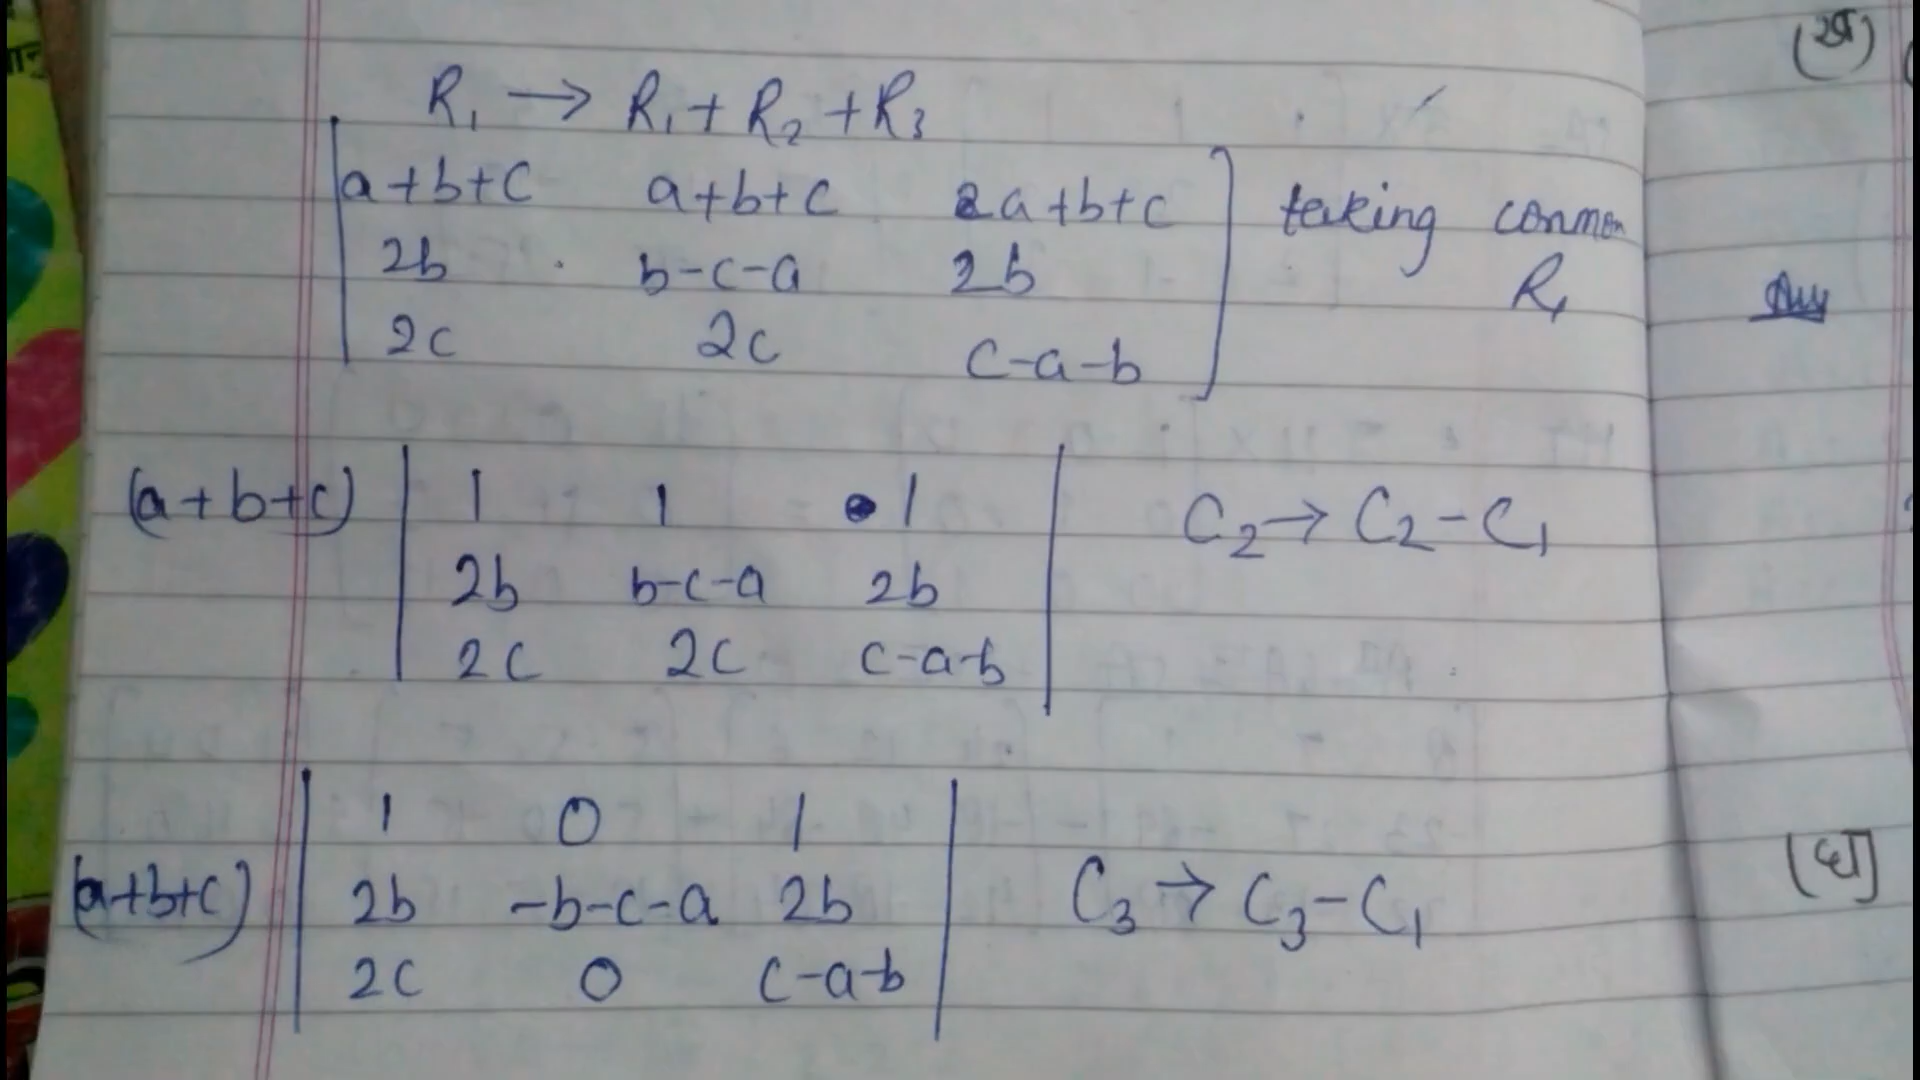 R₁ → R₁ + R₂ + R₃
a+b+c a+b+c a+b+c taking common
2b b-c-a 2b R₁
2c 2c c-a-b
(a+b+c) 1 1 1 C₂→ C₂-C₁
2b b-c-a 2b
2c 2c c-a-b
1 0 1
(a+b+c) 2b -b-c-a 2b C₃→ C₃-C₁
2c 0 c-a-b
(ख)
Ans
(घ)